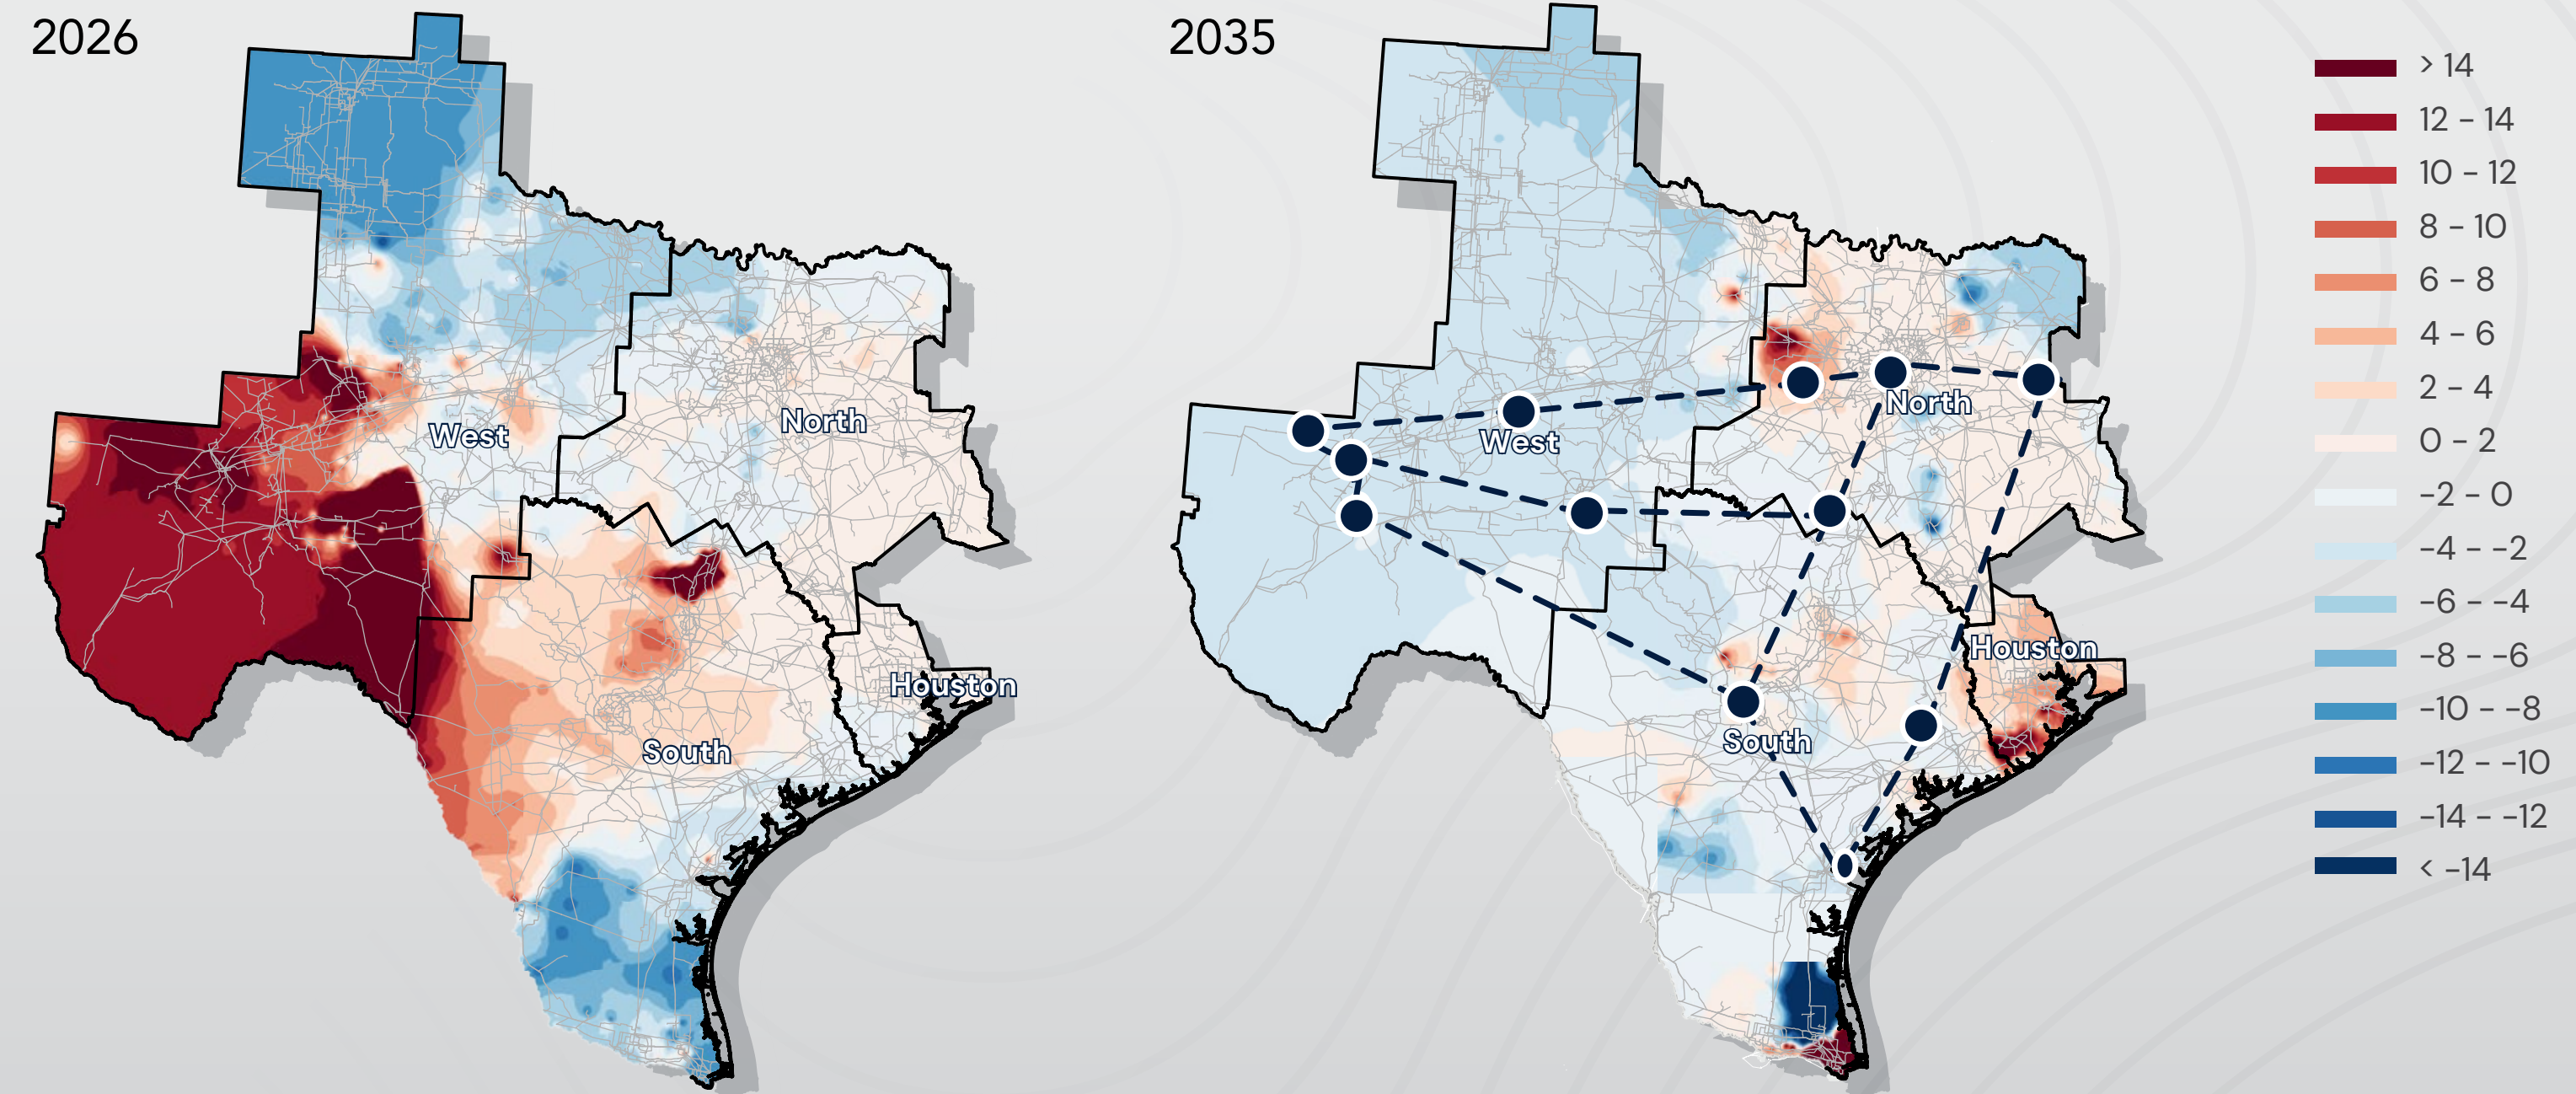 2026
West
North
Houston
South
2035
North
West
Houston
South
> 14
12 - 14
10 - 12
8 - 10
6 - 8
4 - 6
2 - 4
0 - 2
-2 - 0
-4 - -2
-6 - -4
-8 - -6
-10 - -8
-12 - -10
-14 - -12
< -14